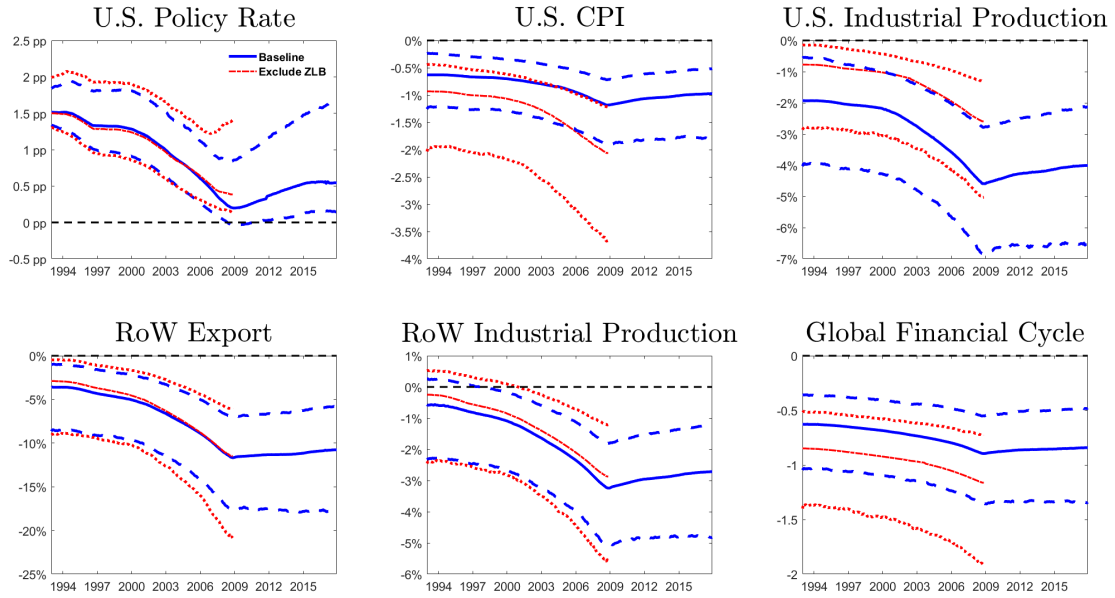 U.S. Policy Rate
2.5 pp
2 pp
1.5 pp
1 pp
0.5 pp
0 pp
-0.5 pp
1994 1997 2000 2003 2006 2009 2012 2015
Baseline
Exclude ZLB
U.S. CPI
0%
-0.5%
-1%
-1.5%
-2%
-2.5%
-3%
-3.5%
-4%
1994 1997 2000 2003 2006 2009 2012 2015
U.S. Industrial Production
0%
-1%
-2%
-3%
-4%
-5%
-6%
-7%
1994 1997 2000 2003 2006 2009 2012 2015
RoW Export
0%
-5%
-10%
-15%
-20%
-25%
1994 1997 2000 2003 2006 2009 2012 2015
RoW Industrial Production
1%
0%
-1%
-2%
-3%
-4%
-5%
-6%
1994 1997 2000 2003 2006 2009 2012 2015
Global Financial Cycle
0
-0.5
-1
-1.5
-2
1994 1997 2000 2003 2006 2009 2012 2015